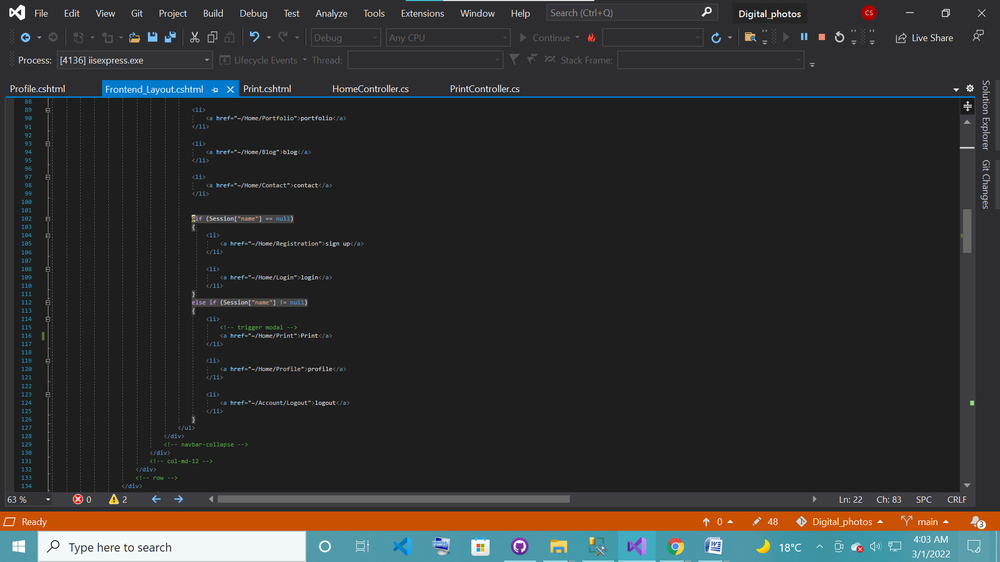 File Edit View Git Project Build Debug Test Analyze Tools Extensions Window Help Search (Ctrl+Q) Digital_photos CS
Debug Any CPU Continue Live Share
Process: [4136] iisexpress.exe Lifecycle Events Thread: Stack Frame:
Profile.cshtml Frontend_Layout.cshtml Print.cshtml HomeController.cs PrintController.cs
Solution Explorer
Git Changes
88
89 <li>
90 <a href="~/Home/Portfolio">portfolio</a>
91 </li>
92
93 <li>
94 <a href="~/Home/Blog">blog</a>
95 </li>
96
97 <li>
98 <a href="~/Home/Contact">contact</a>
99 </li>
100
101
102 @if (Session["name"] == null)
103 {
104 <li>
105 <a href="~/Home/Registration">sign up</a>
106 </li>
107
108 <li>
109 <a href="~/Home/Login">login</a>
110 </li>
111 }
112 else if (Session["name"] != null)
113 {
114 <li>
115 <!-- trigger modal -->
116 <a href="~/Home/Print">Print</a>
117 </li>
118
119 <li>
120 <a href="~/Home/Profile">profile</a>
121 </li>
122
123 <li>
124 <a href="~/Account/Logout">logout</a>
125 </li>
126 }
127 </ul>
128 </div>
129 <!-- navbar-collapse -->
130 </div>
131 <!-- col-md-12 -->
132 </div>
133 <!-- row -->
134 </div>
63 % 0 2 Ln: 22 Ch: 83 SPC CRLF
Ready 0 48 Digital_photos main 3
Type here to search 18°C 4:03 AM
3/1/2022